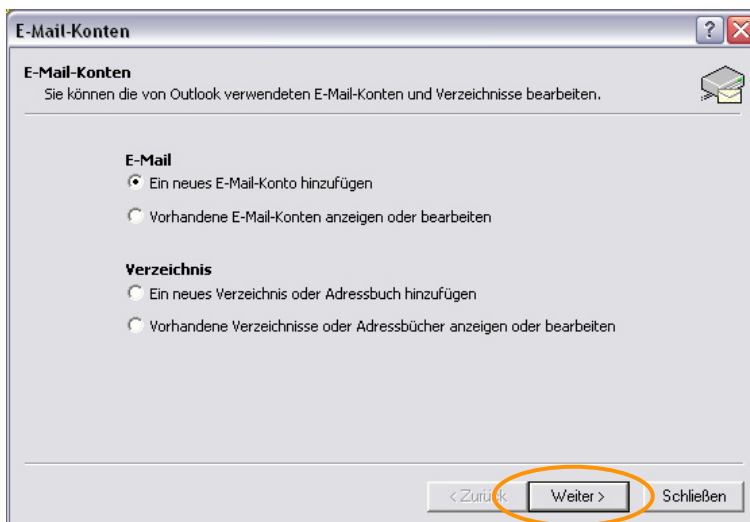 E-Mail-Konten
E-Mail-Konten
Sie können die von Outlook verwendeten E-Mail-Konten und Verzeichnisse bearbeiten.
E-Mail
Ein neues E-Mail-Konto hinzufügen
Vorhandene E-Mail-Konten anzeigen oder bearbeiten
Verzeichnis
Ein neues Verzeichnis oder Adressbuch hinzufügen
Vorhandene Verzeichnisse oder Adressbücher anzeigen oder bearbeiten
< Zurück Weiter > Schließen